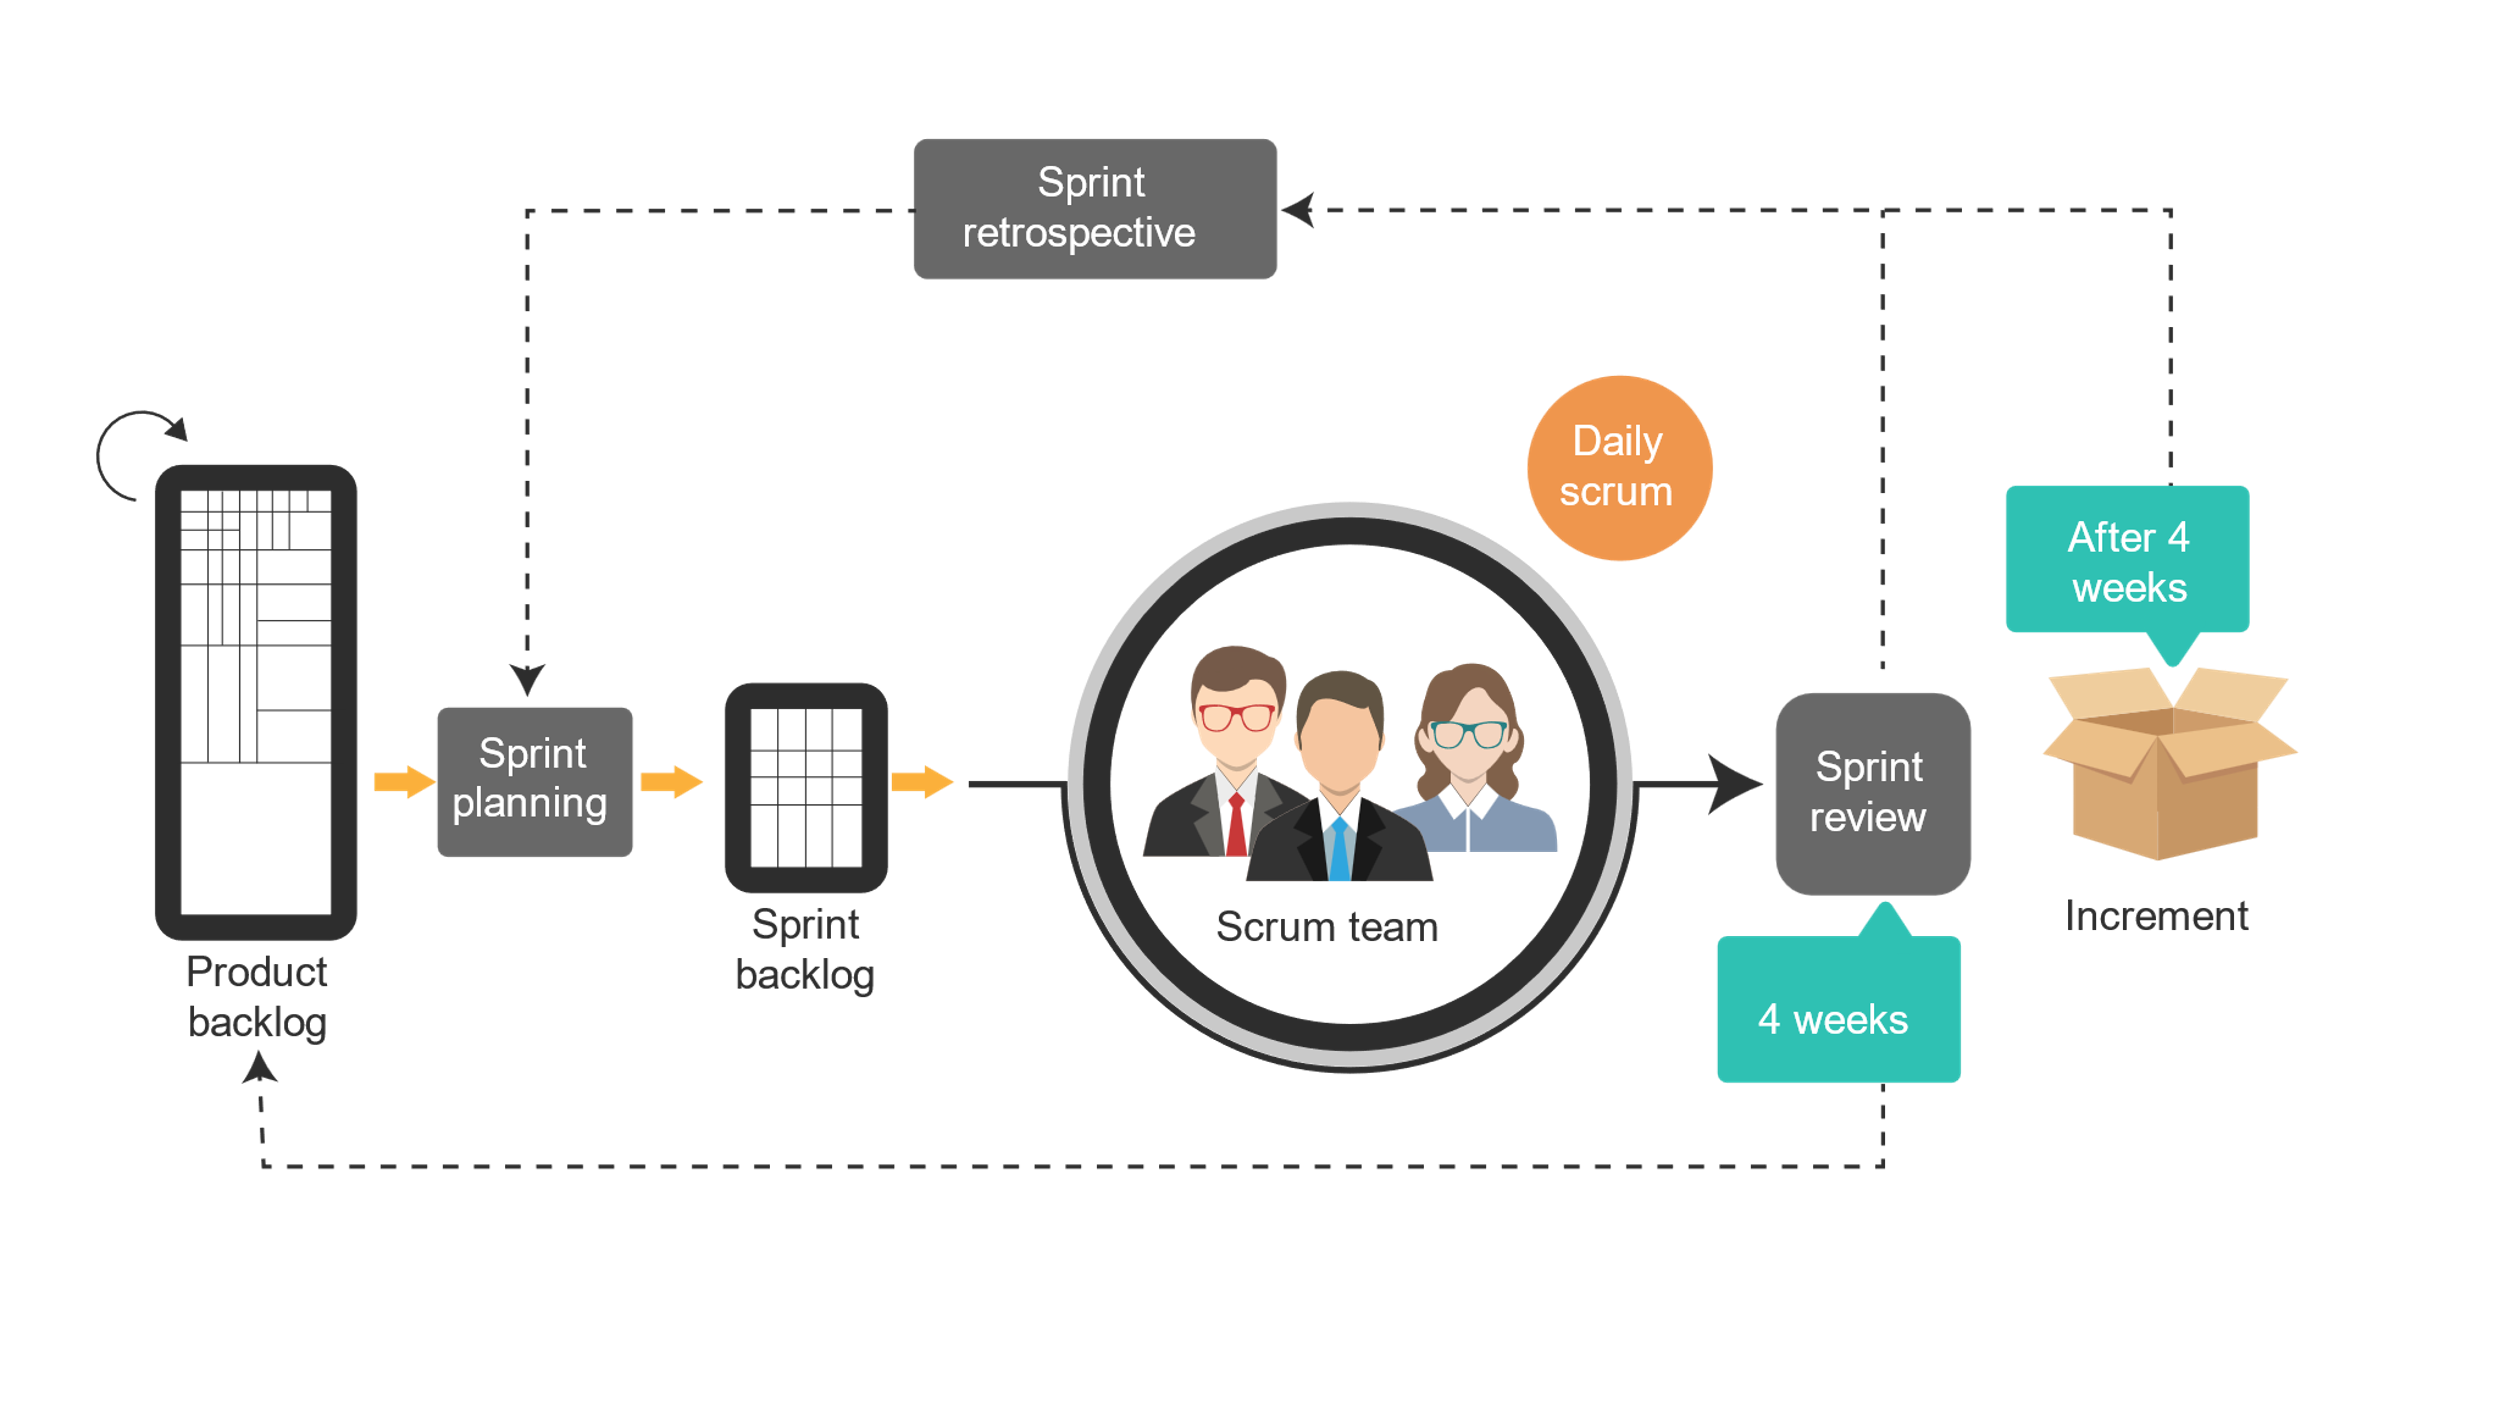 Sprint
retrospective
Daily
scrum
After 4
weeks
Sprint
planning
Sprint
review
Sprint
backlog
Scrum team
Increment
Product
backlog
4 weeks